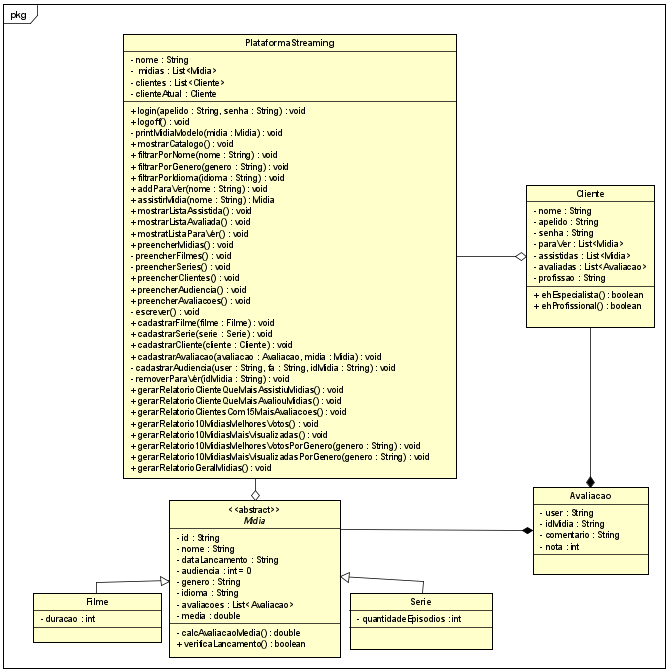 pkg
PlataformaStreaming
- nome : String
- midias : List<Midia>
- clientes : List<Cliente>
- clienteAtual : Cliente
+ login(apelido : String, senha : String) : void
+ logoff() : void
- printMidiaModelo(midia : Midia) : void
+ mostrarCatalogo() : void
+ filtrarPorNome(nome : String) : void
+ filtrarPorGenero(genero : String) : void
+ filtrarPorIdioma(idioma : String) : void
+ addParaVer(nome : String) : void
+ assistirMidia(nome : String) : Midia
+ mostrarListaAssistida() : void
+ mostrarListaAvaliada() : void
+ mostratListaParaVer() : void
+ preencherMidias() : void
- preencherFilmes() : void
- preencherSeries() : void
+ preencherClientes() : void
+ preencherAudiencia() : void
+ preencherAvaliacoes() : void
- escrever() : void
+ cadastrarFilme(filme : Filme) : void
+ cadastrarSerie(serie : Serie) : void
+ cadastrarCliente(cliente : Cliente) : void
+ cadastrarAvaliacao(avaliacao : Avaliacao, midia : Midia) : void
- cadastrarAudiencia(user : String, fa : String, idMidia : String) : void
- removerParaVer(idMidia : String) : void
+ gerarRelatorioClienteQueMaisAssistiuMidias() : void
+ gerarRelatorioClienteQueMaisAvaliouMidias() : void
+ gerarRelatorioClientesCom15MaisAvaliacoes() : void
+ gerarRelatorio10MidiasMelhoresVotos() : void
+ gerarRelatorio10MidiasMaisVisualizadas() : void
+ gerarRelatorio10MidiasMelhoresVotosPorGenero(genero : String) : void
+ gerarRelatorio10MidiasMaisVisualizadasPorGenero(genero : String) : void
+ gerarRelatorioGeralMidias() : void
Cliente
- nome : String
- apelido : String
- senha : String
- paraVer : List<Midia>
- assistidas : List<Midia>
- avaliadas : List<Avaliacao>
- profissao : String
+ ehEspecialista() : boolean
+ ehProfissional() : boolean
<<abstract>>
Midia
- id : String
- nome : String
- dataLancamento : String
- audiencia : int = 0
- genero : String
- idioma : String
- avaliacoes : List<Avaliacao>
- media : double
- calcAvaliacaoMedia() : double
+ verificaLancamento() : boolean
Avaliacao
- user : String
- idMidia : String
- comentario : String
- nota : int
Filme
- duracao : int
Serie
- quantidadeEpisodios : int